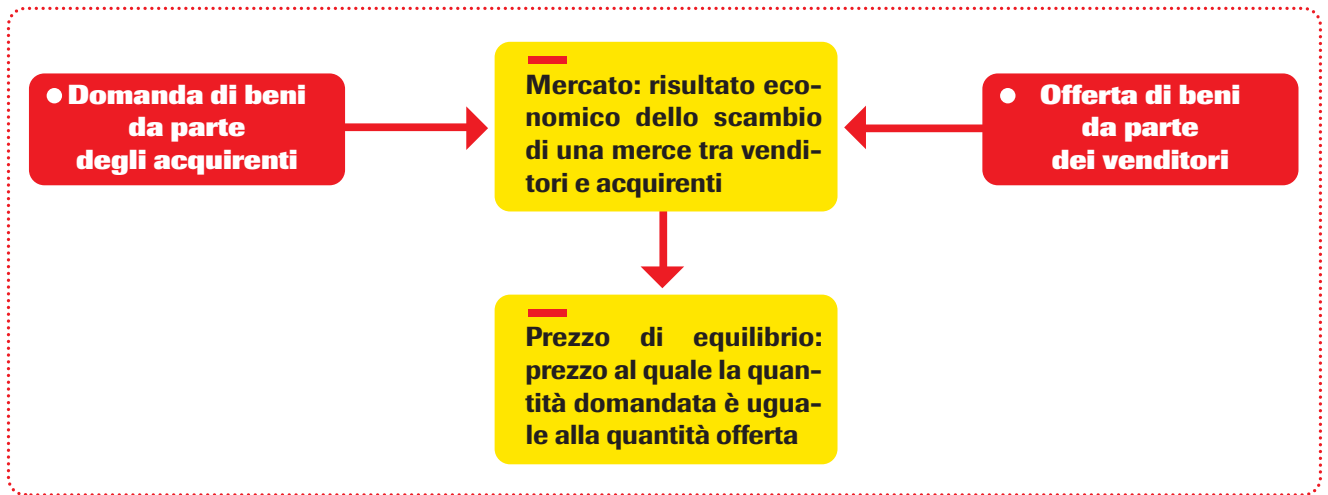 ● Domanda di beni
da parte
degli acquirenti
Mercato: risultato eco-
nomico dello scambio
di una merce tra vendi-
tori e acquirenti
● Offerta di beni
da parte
dei venditori
Prezzo di equilibrio:
prezzo al quale la quan-
tità domandata è ugua-
le alla quantità offerta